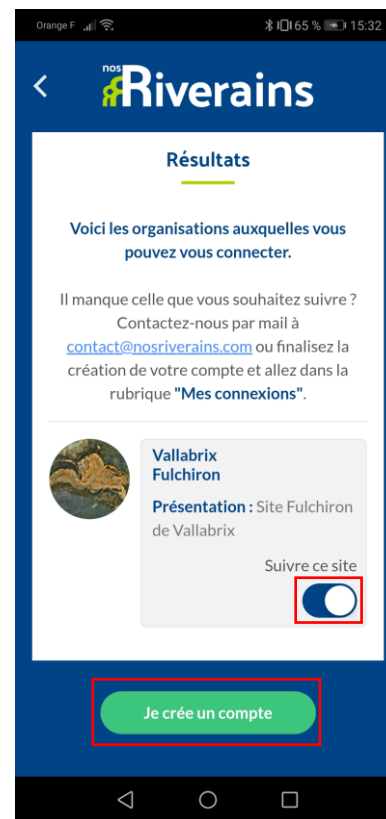 Orange F 65 % 15:32
nos
Riverains
Résultats
Voici les organisations auxquelles vous
pouvez vous connecter.
Il manque celle que vous souhaitez suivre ?
Contactez-nous par mail à
contact@nosriverains.com ou finalisez la
création de votre compte et allez dans la
rubrique "Mes connexions".
Vallabrix
Fulchiron
Présentation : Site Fulchiron
de Vallabrix
Suivre ce site
Je crée un compte